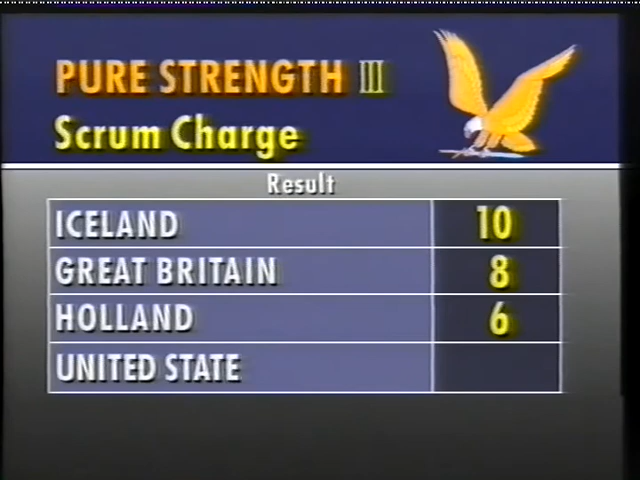 PURE STRENGTH III
Scrum Charge
Result
ICELAND 10
GREAT BRITAIN 8
HOLLAND 6
UNITED STATE